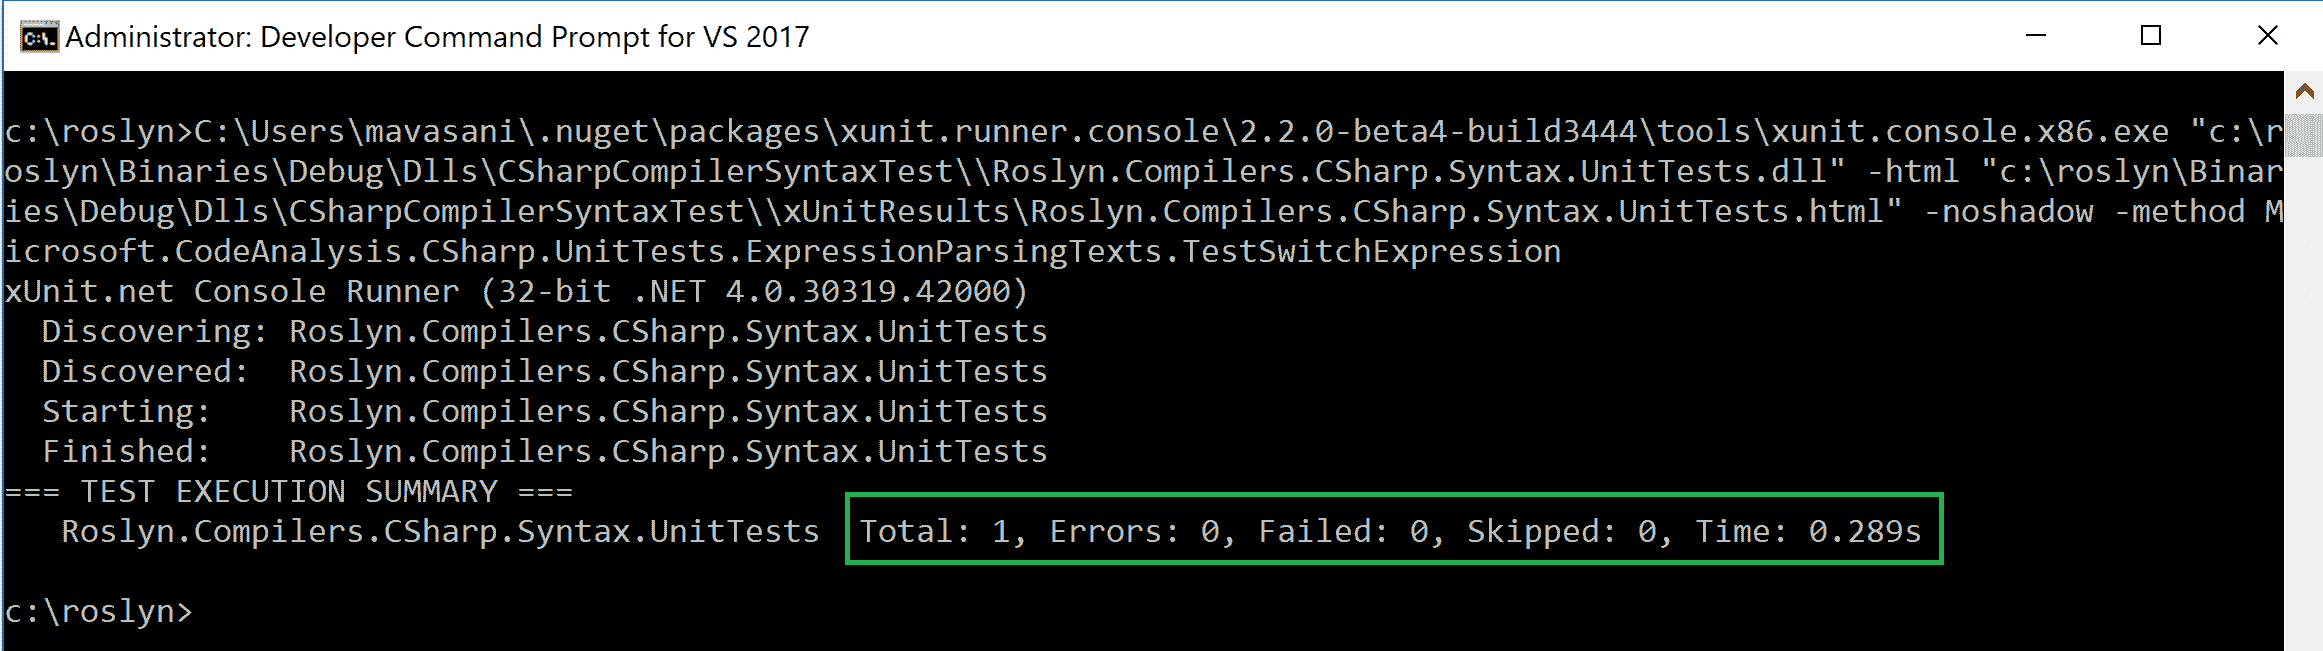 Administrator: Developer Command Prompt for VS 2017
c:\roslyn>C:\Users\mavasani\.nuget\packages\xunit.runner.console\2.2.0-beta4-build3444\tools\xunit.console.x86.exe "c:\r
oslyn\Binaries\Debug\Dlls\CSharpCompilerSyntaxTest\\Roslyn.Compilers.CSharp.Syntax.UnitTests.dll" -html "c:\roslyn\Binar
ies\Debug\Dlls\CSharpCompilerSyntaxTest\\xUnitResults\Roslyn.Compilers.CSharp.Syntax.UnitTests.html" -noshadow -method M
icrosoft.CodeAnalysis.CSharp.UnitTests.ExpressionParsingTexts.TestSwitchExpression
xUnit.net Console Runner (32-bit .NET 4.0.30319.42000)
  Discovering: Roslyn.Compilers.CSharp.Syntax.UnitTests
  Discovered:  Roslyn.Compilers.CSharp.Syntax.UnitTests
  Starting:    Roslyn.Compilers.CSharp.Syntax.UnitTests
  Finished:    Roslyn.Compilers.CSharp.Syntax.UnitTests
=== TEST EXECUTION SUMMARY ===
   Roslyn.Compilers.CSharp.Syntax.UnitTests  Total: 1, Errors: 0, Failed: 0, Skipped: 0, Time: 0.289s
c:\roslyn>